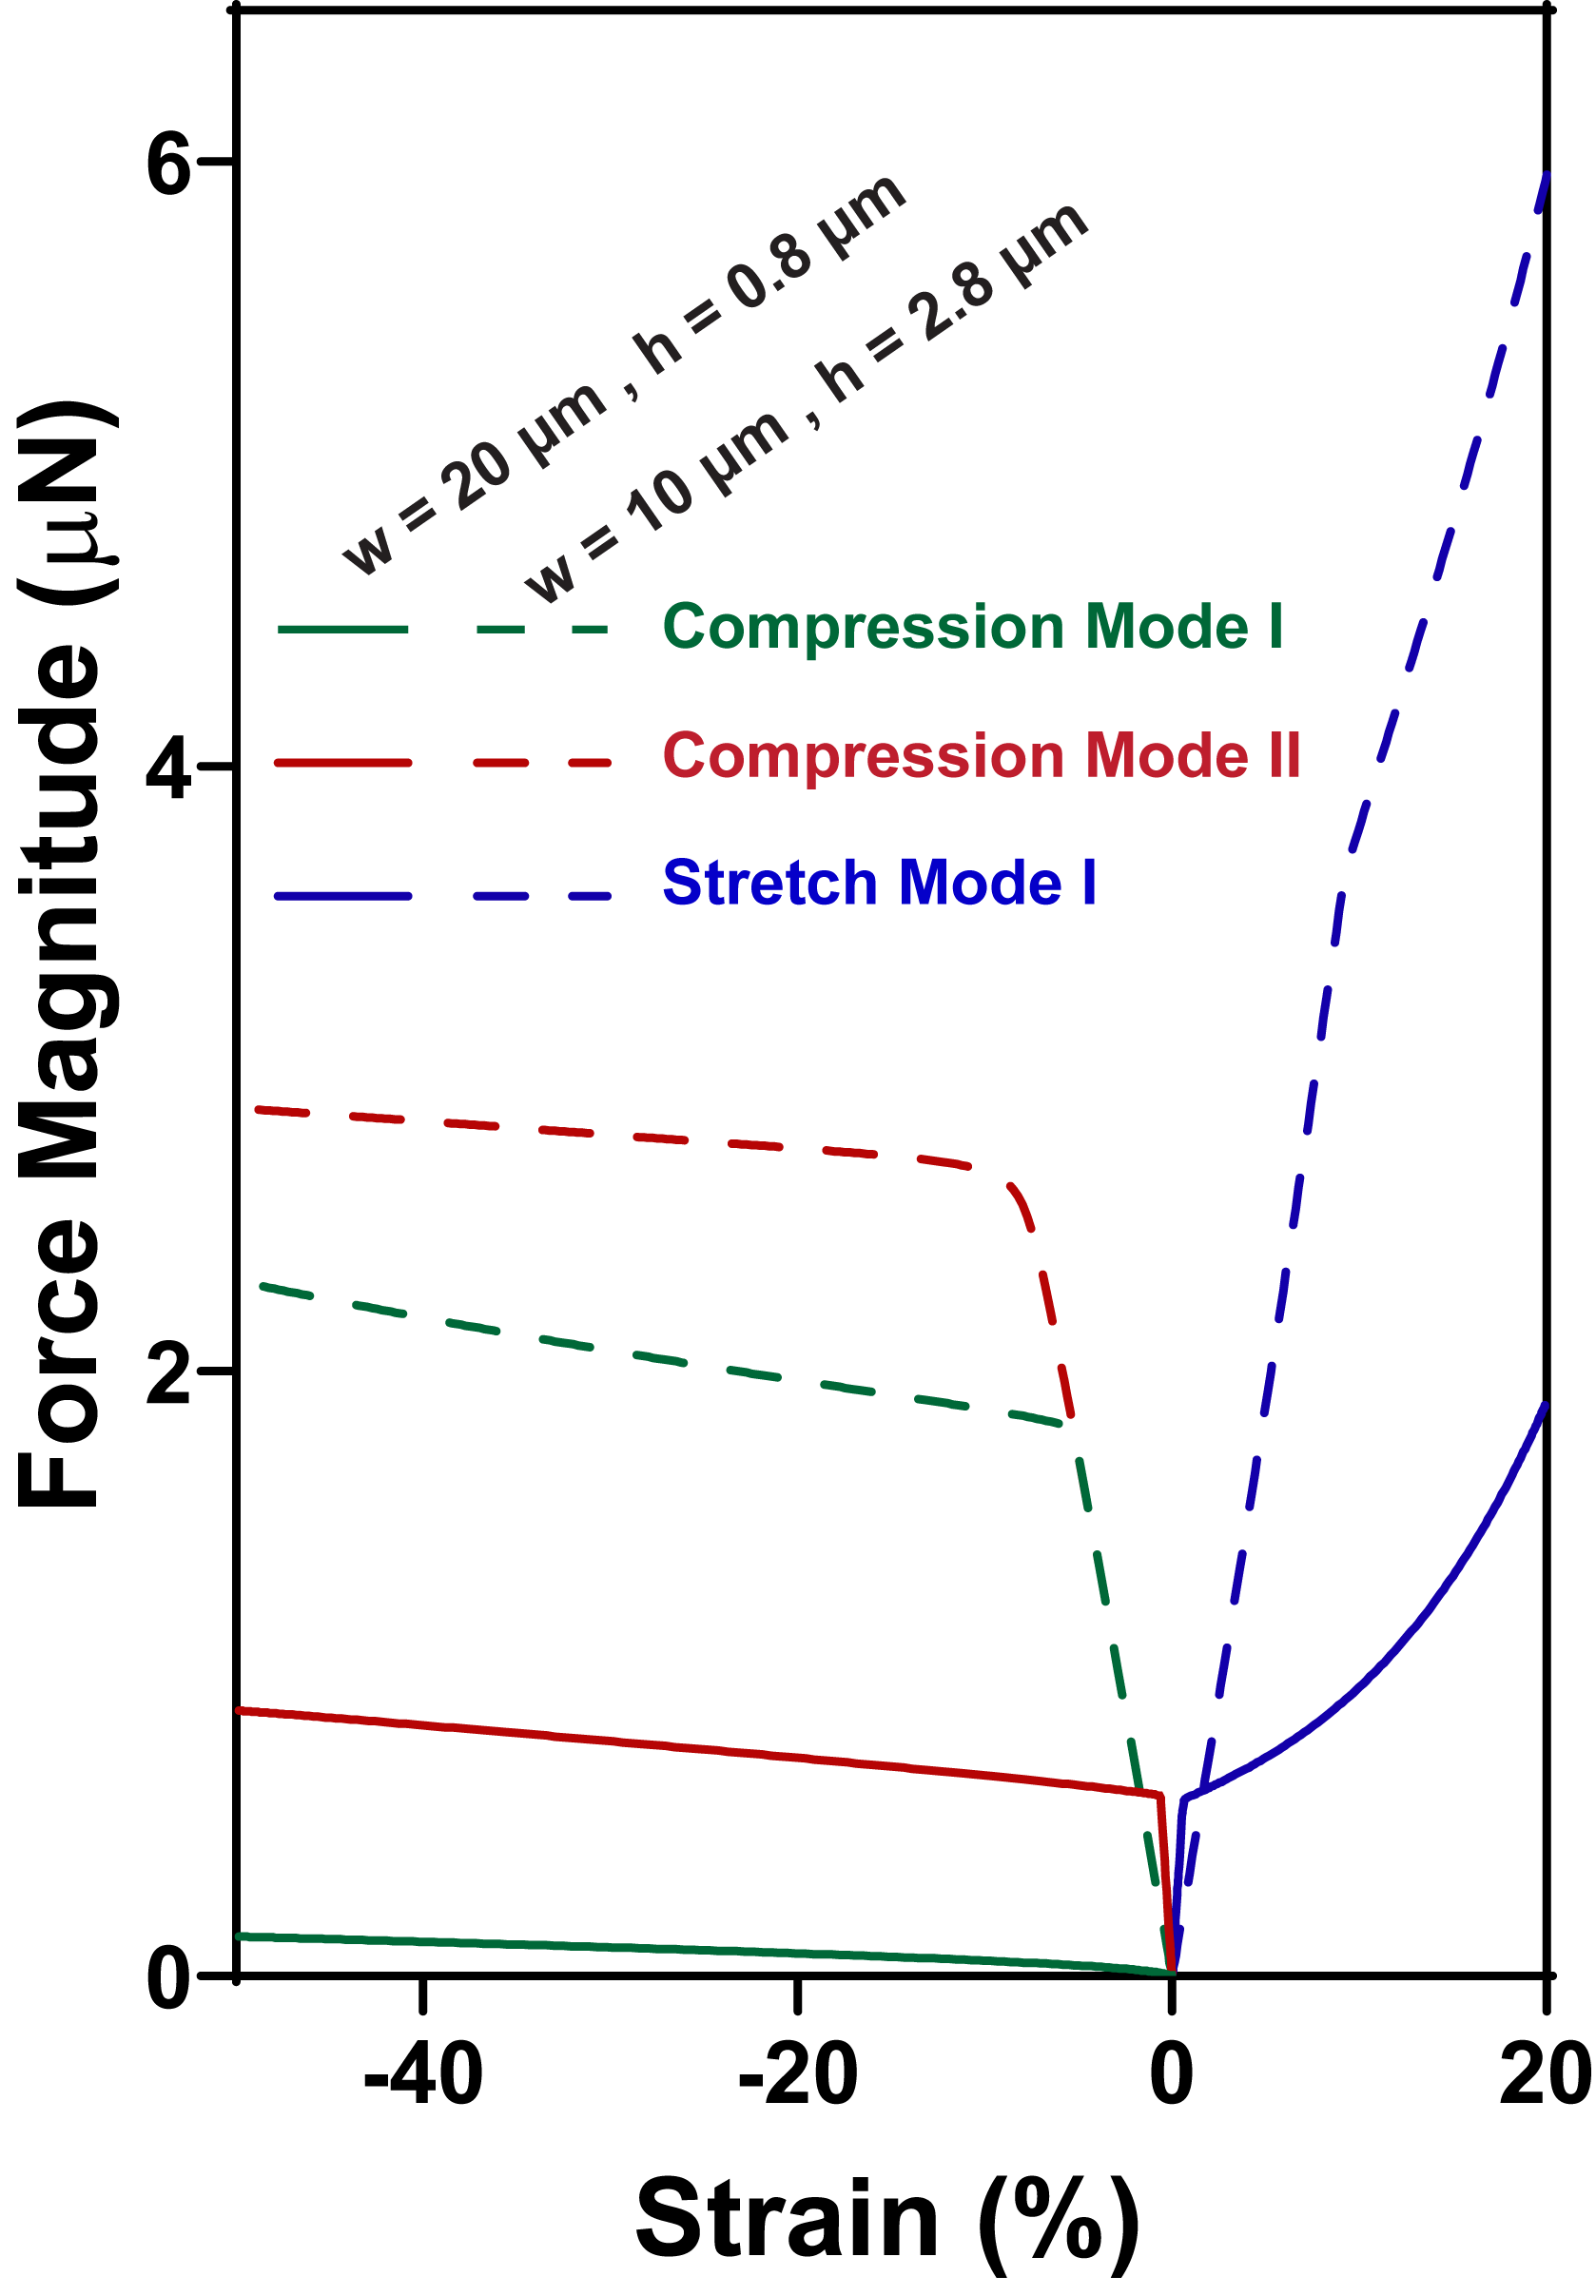 6
4
2
0
-40
-20
0
20
Force Magnitude (μN)
Strain (%)
w = 20 μm , h = 0.8 μm
w = 10 μm , h = 2.8 μm
Compression Mode I
Compression Mode II
Stretch Mode I